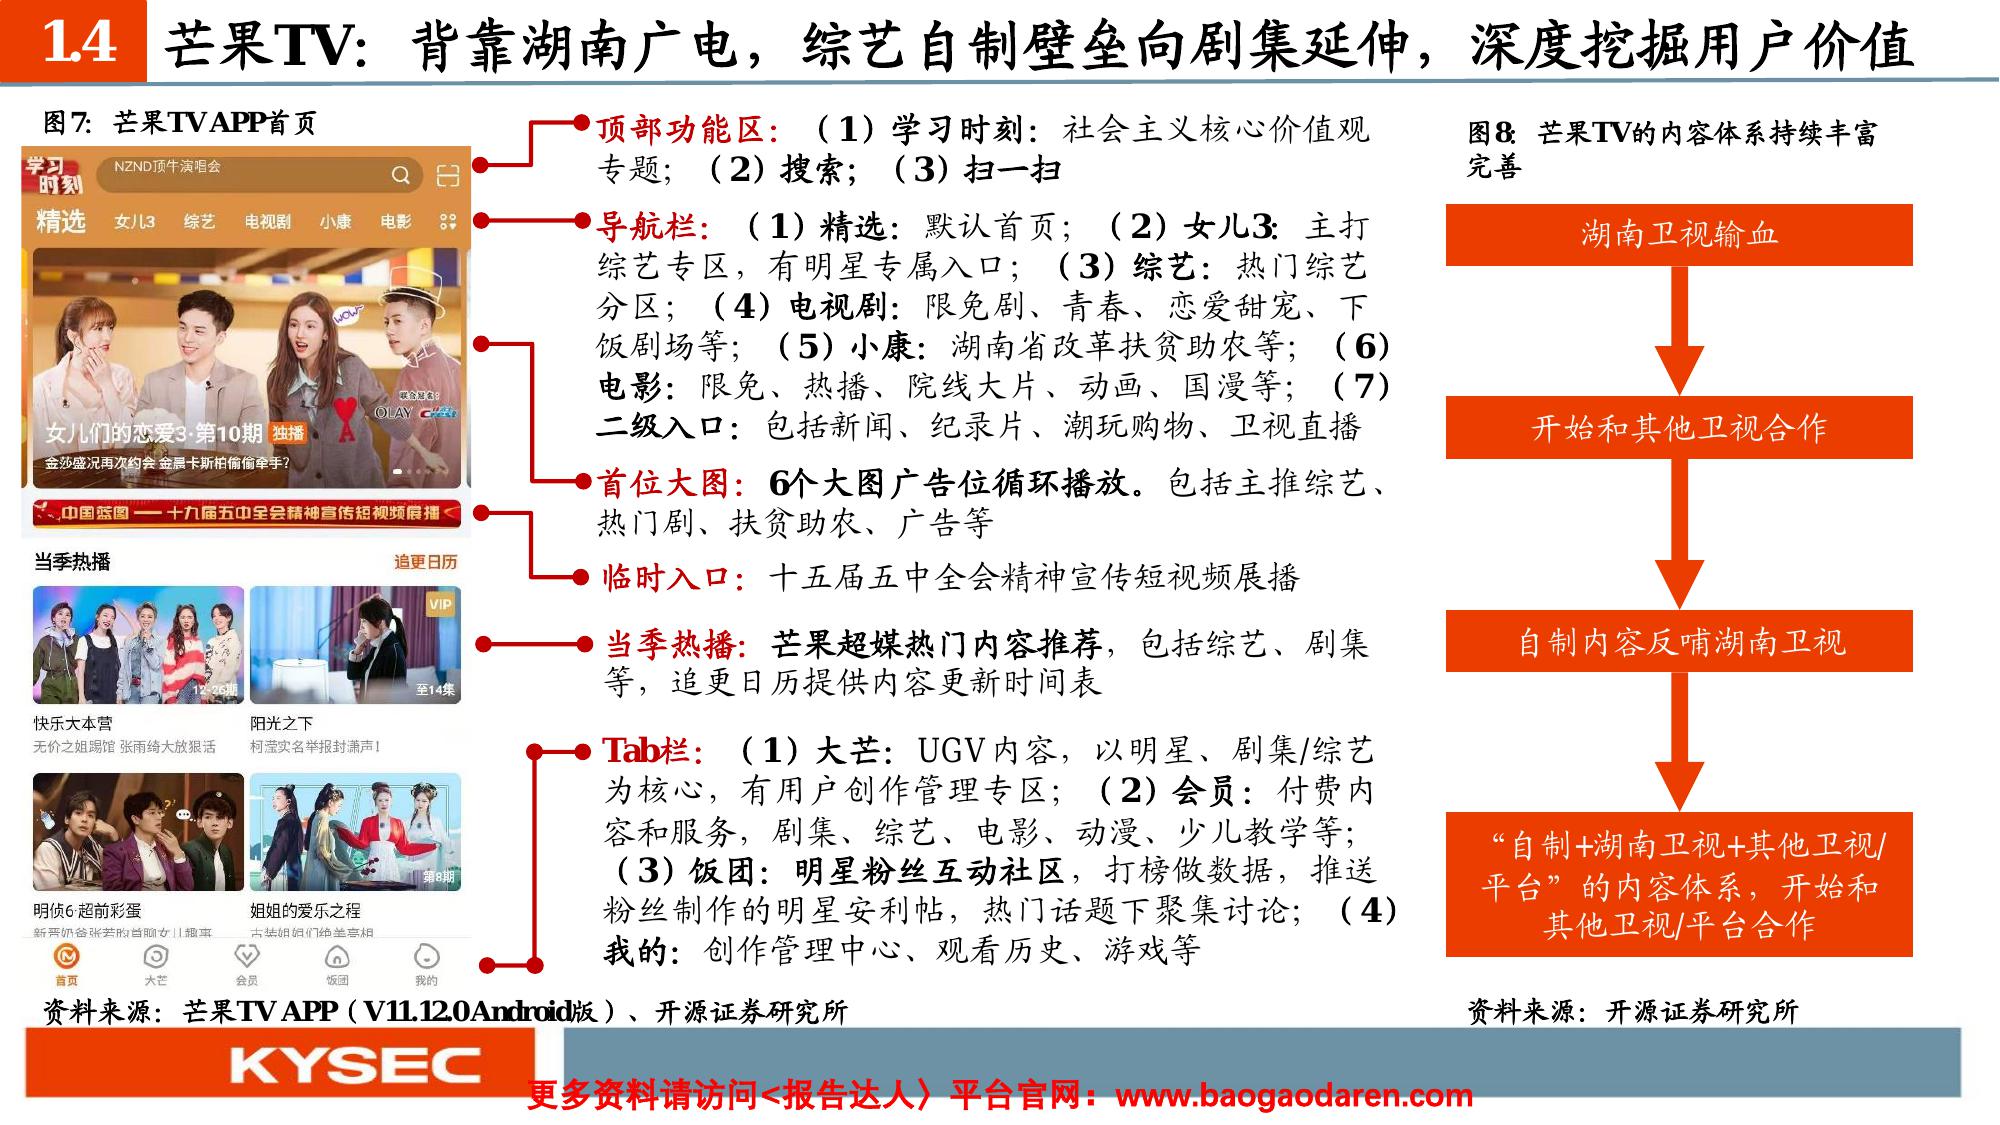 1.4
芒果TV：背靠湖南广电，综艺自制壁垒向剧集延伸，深度挖掘用户价值
图7：芒果TV APP首页
学习
时刻
NZND顶牛演唱会
精选 女儿3 综艺 电视剧 小康 电影
WOW
联合冠名：
OLAY Crest
女儿们的恋爱3·第10期 独播
金莎盛况再次约会 金晨卡斯柏偷偷牵手?
中国蓝图 —— 十九届五中全会精神宣传短视频展播
当季热播 追更日历
VIP
12-26期 至14集
快乐大本营 阳光之下
无价之姐踢馆 张雨绮大放狠话 柯滢实名举报封潇声！
第8期
明侦6·超前彩蛋 姐姐的爱乐之程
首页 大芒 会员 饭团 我的
顶部功能区：（1）学习时刻：社会主义核心价值观
专题；（2）搜索；（3）扫一扫
导航栏：（1）精选：默认首页；（2）女儿3：主打
综艺专区，有明星专属入口；（3）综艺：热门综艺
分区；（4）电视剧：限免剧、青春、恋爱甜宠、下
饭剧场等；（5）小康：湖南省改革扶贫助农等；（6）
电影：限免、热播、院线大片、动画、国漫等；（7）
二级入口：包括新闻、纪录片、潮玩购物、卫视直播
首位大图：6个大图广告位循环播放。包括主推综艺、
热门剧、扶贫助农、广告等
临时入口：十五届五中全会精神宣传短视频展播
当季热播：芒果超媒热门内容推荐，包括综艺、剧集
等，追更日历提供内容更新时间表
Tab栏：（1）大芒：UGV内容，以明星、剧集/综艺
为核心，有用户创作管理专区；（2）会员：付费内
容和服务，剧集、综艺、电影、动漫、少儿教学等；
（3）饭团：明星粉丝互动社区，打榜做数据，推送
粉丝制作的明星安利帖，热门话题下聚集讨论；（4）
我的：创作管理中心、观看历史、游戏等
图8：芒果TV的内容体系持续丰富
完善
湖南卫视输血
开始和其他卫视合作
自制内容反哺湖南卫视
“自制+湖南卫视+其他卫视/
平台”的内容体系，开始和
其他卫视/平台合作
资料来源：芒果TV APP（V11.12.0 Android版）、开源证券研究所
资料来源：开源证券研究所
KYSEC
更多资料请访问<报告达人〉平台官网：www.baogaodaren.com